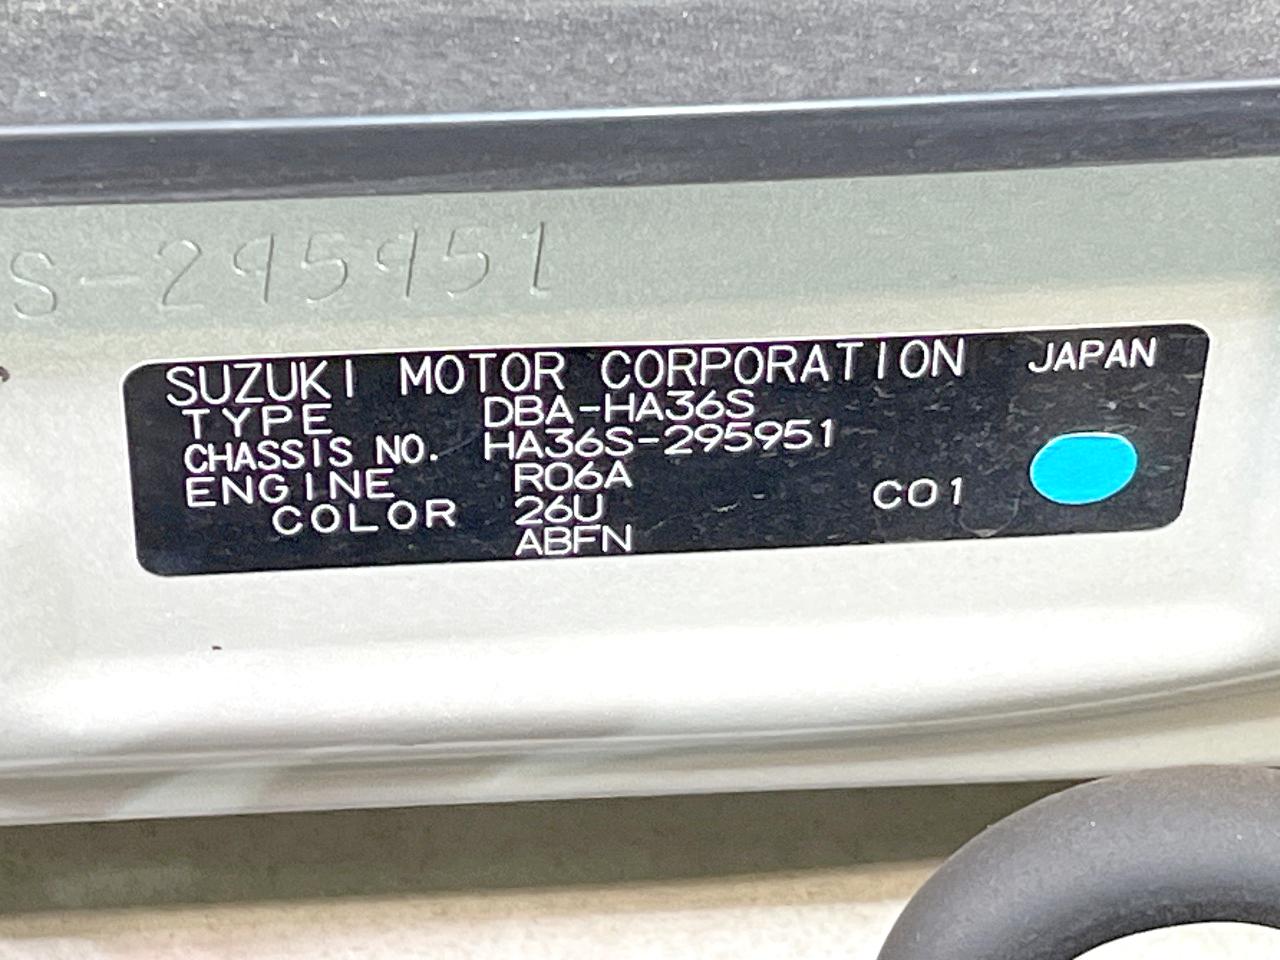 S-295951
SUZUKI MOTOR CORPORATION JAPAN
TYPE DBA-HA36S
CHASSIS NO. HA36S-295951
ENGINE R06A
COLOR 26U C01
ABFN